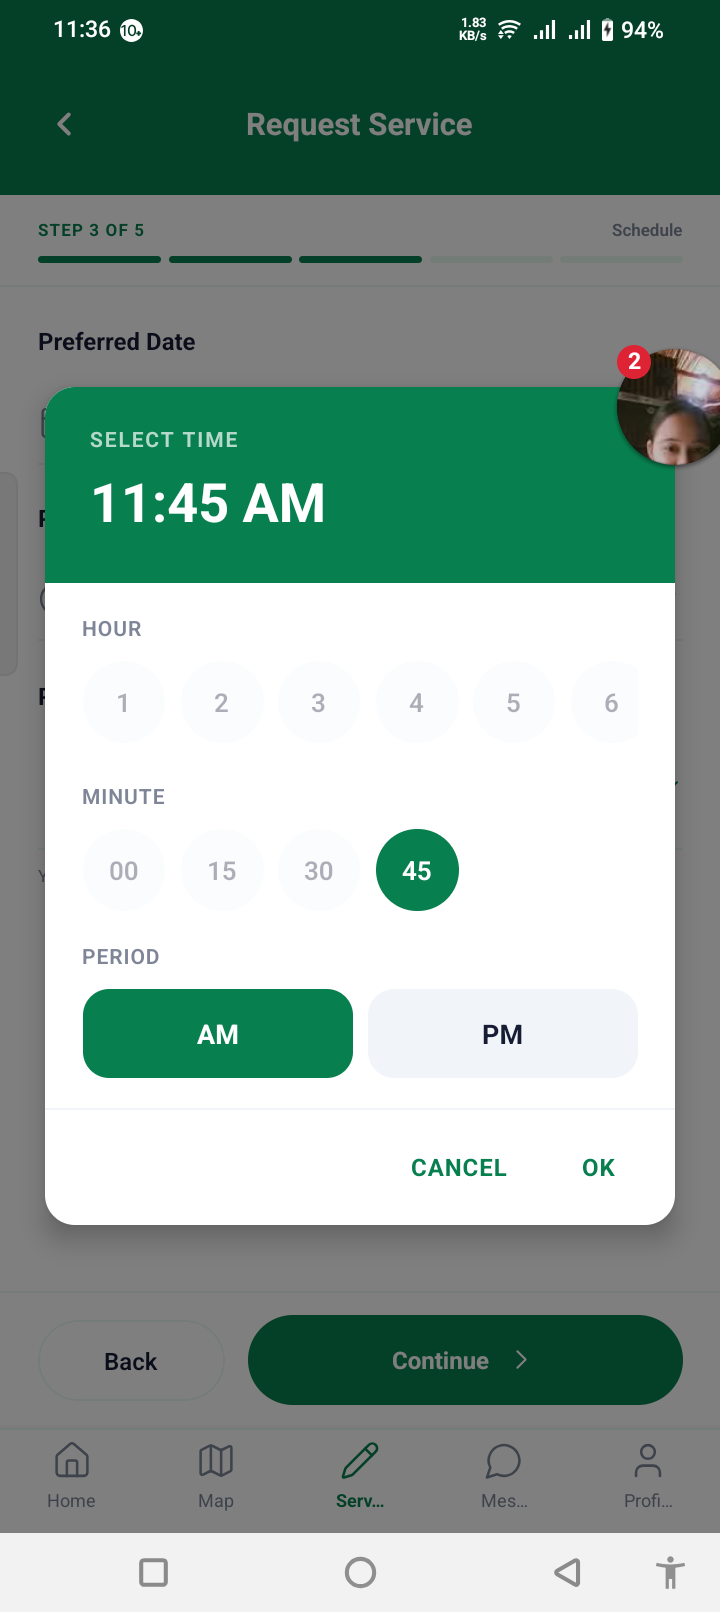 11:36 10+ 1.83 KB/s 94%
Request Service
STEP 3 OF 5 Schedule
Preferred Date
2
SELECT TIME
11:45 AM
HOUR
1 2 3 4 5 6
MINUTE
00 15 30 45
PERIOD
AM PM
CANCEL OK
Back Continue
Home Map Serv... Mes... Profi...